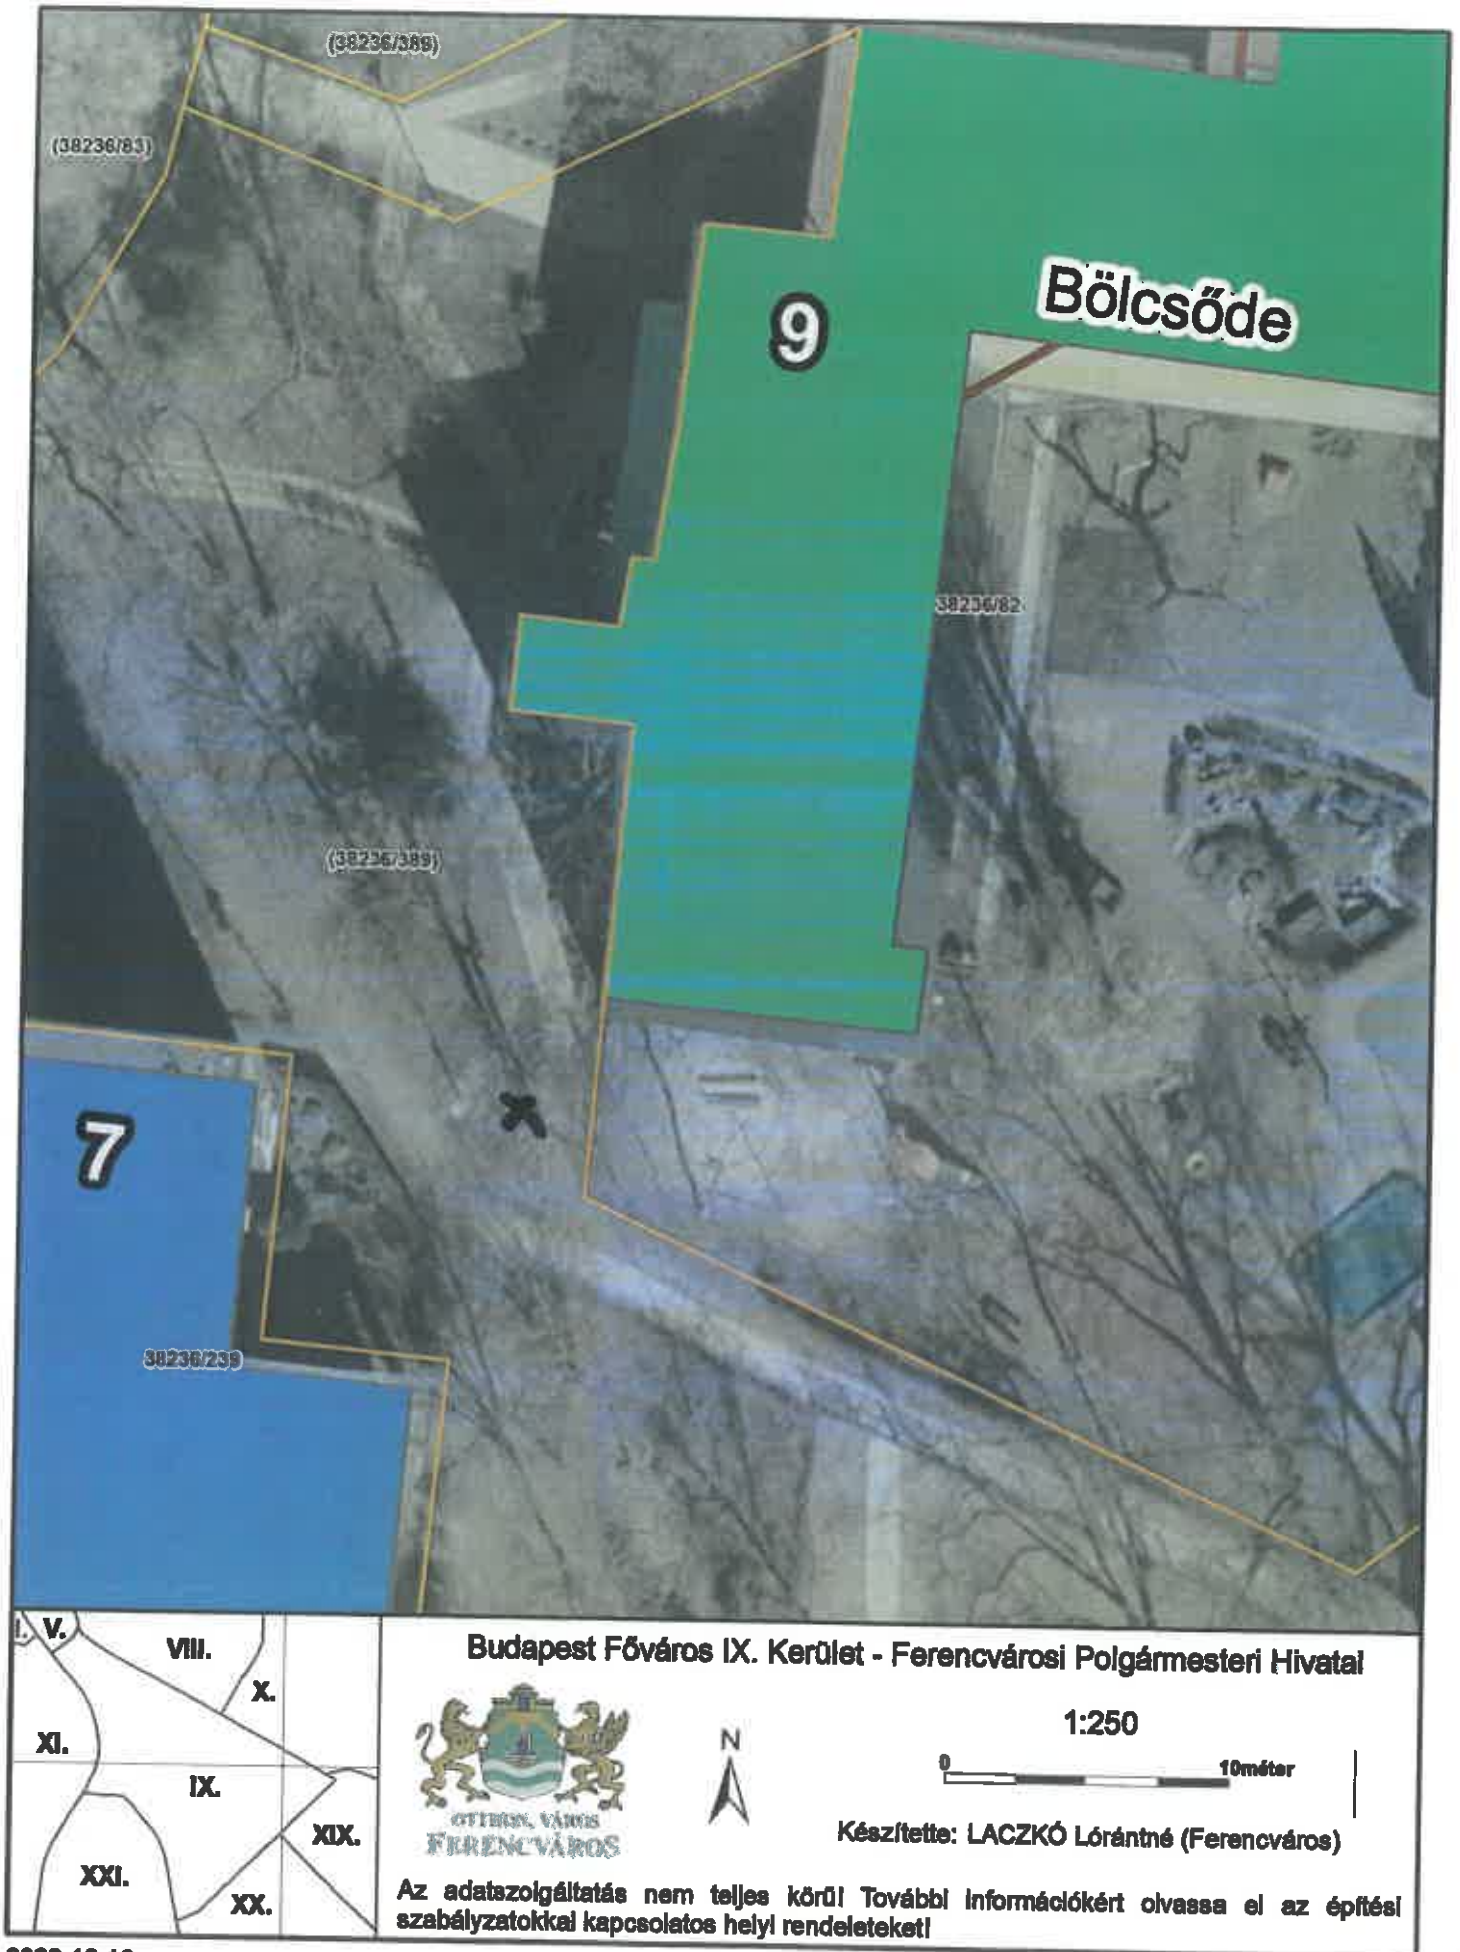 (38236/389)
(38236/83)
Bölcsőde
9
38236/82
(38236/389)
7
38236/239
I.
V.
VIII.
X.
XI.
IX.
XIX.
XXI.
XX.
Budapest Főváros IX. Kerület - Ferencvárosi Polgármesteri Hivatal
1:250
N
0 10méter
OTTHON, VÁROS
FERENCVÁROS
Készítette: LACZKÓ Lórántné (Ferencváros)
Az adatszolgáltatás nem teljes körű! További információkért olvassa el az építési
szabályzatokkal kapcsolatos helyi rendeleteket!